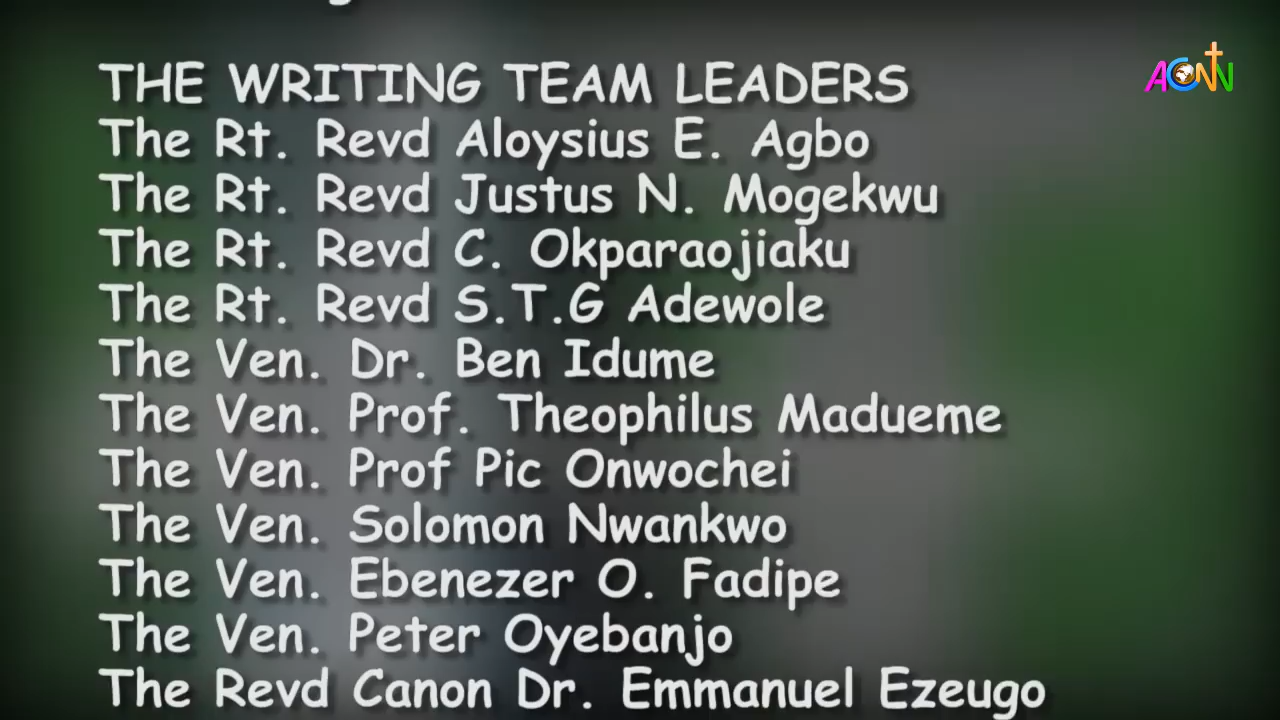 THE WRITING TEAM LEADERS
The Rt. Revd Aloysius E. Agbo
The Rt. Revd Justus N. Mogekwu
The Rt. Revd C. Okparaojiaku
The Rt. Revd S.T.G Adewole
The Ven. Dr. Ben Idume
The Ven. Prof. Theophilus Madueme
The Ven. Prof Pic Onwochei
The Ven. Solomon Nwankwo
The Ven. Ebenezer O. Fadipe
The Ven. Peter Oyebanjo
The Revd Canon Dr. Emmanuel Ezeugo
ACNN